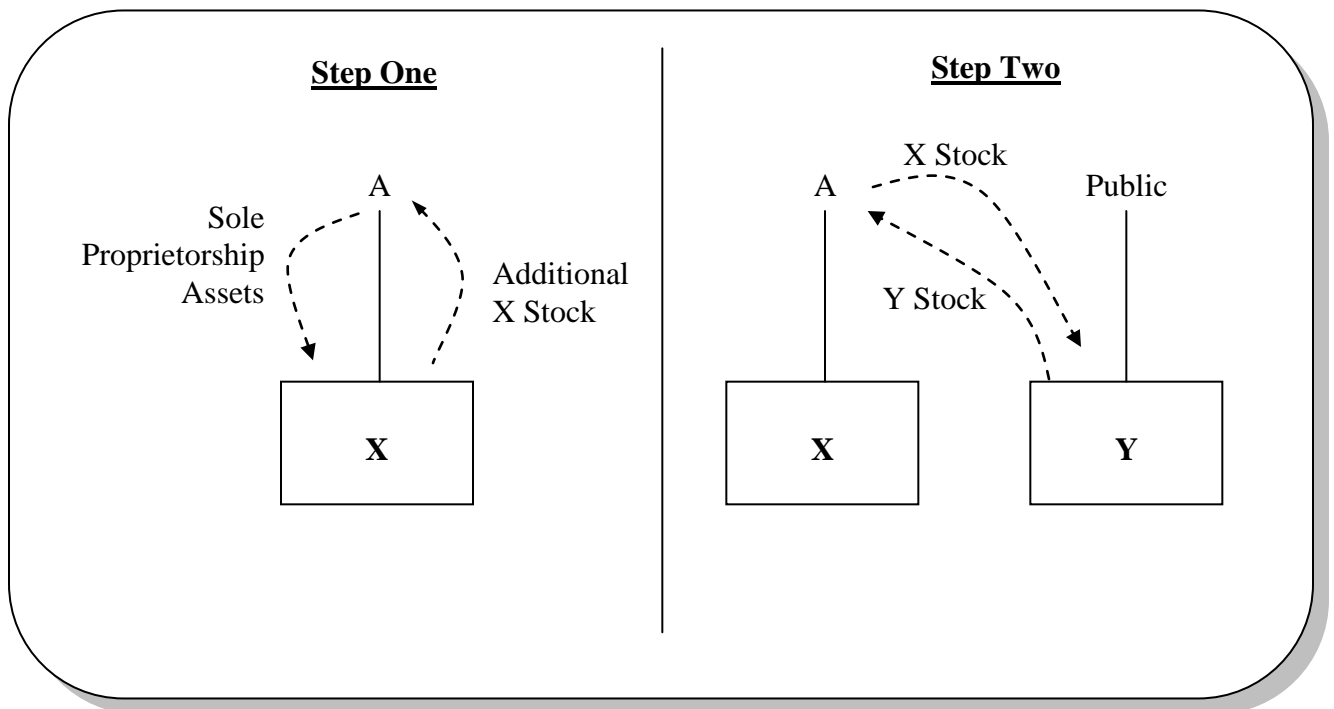 Step One
A
Sole
Proprietorship
Assets
Additional
X Stock
X
Step Two
X Stock
A
Public
Y Stock
X
Y